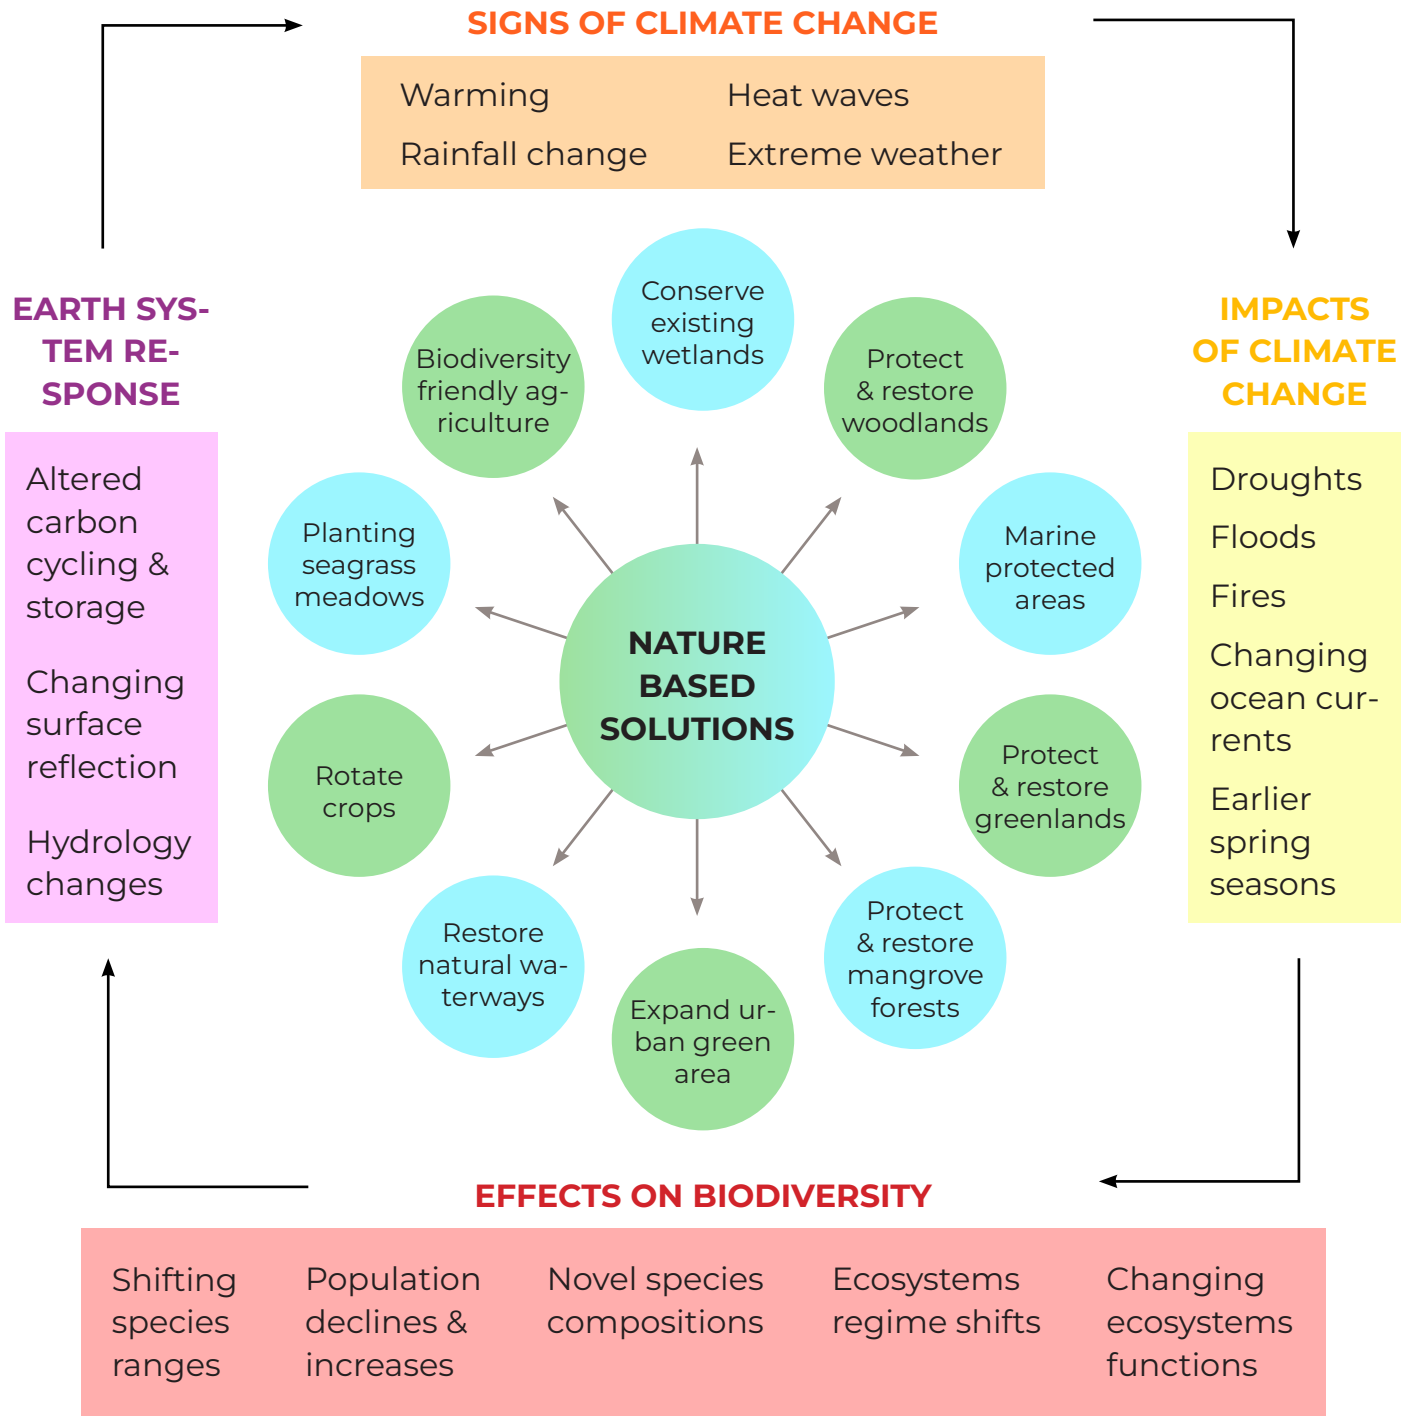 SIGNS OF CLIMATE CHANGE
Warming
Heat waves
Rainfall change
Extreme weather
IMPACTS
OF CLIMATE
CHANGE
Droughts
Floods
Fires
Changing
ocean cur-
rents
Earlier
spring
seasons
EFFECTS ON BIODIVERSITY
Shifting
species
ranges
Population
declines &
increases
Novel species
compositions
Ecosystems
regime shifts
Changing
ecosystems
functions
EARTH SYS-
TEM RE-
SPONSE
Altered
carbon
cycling &
storage
Changing
surface
reflection
Hydrology
changes
NATURE
BASED
SOLUTIONS
Conserve
existing
wetlands
Protect
& restore
woodlands
Marine
protected
areas
Protect
& restore
greenlands
Protect
& restore
mangrove
forests
Expand ur-
ban green
area
Restore
natural wa-
terways
Rotate
crops
Planting
seagrass
meadows
Biodiversity
friendly ag-
riculture